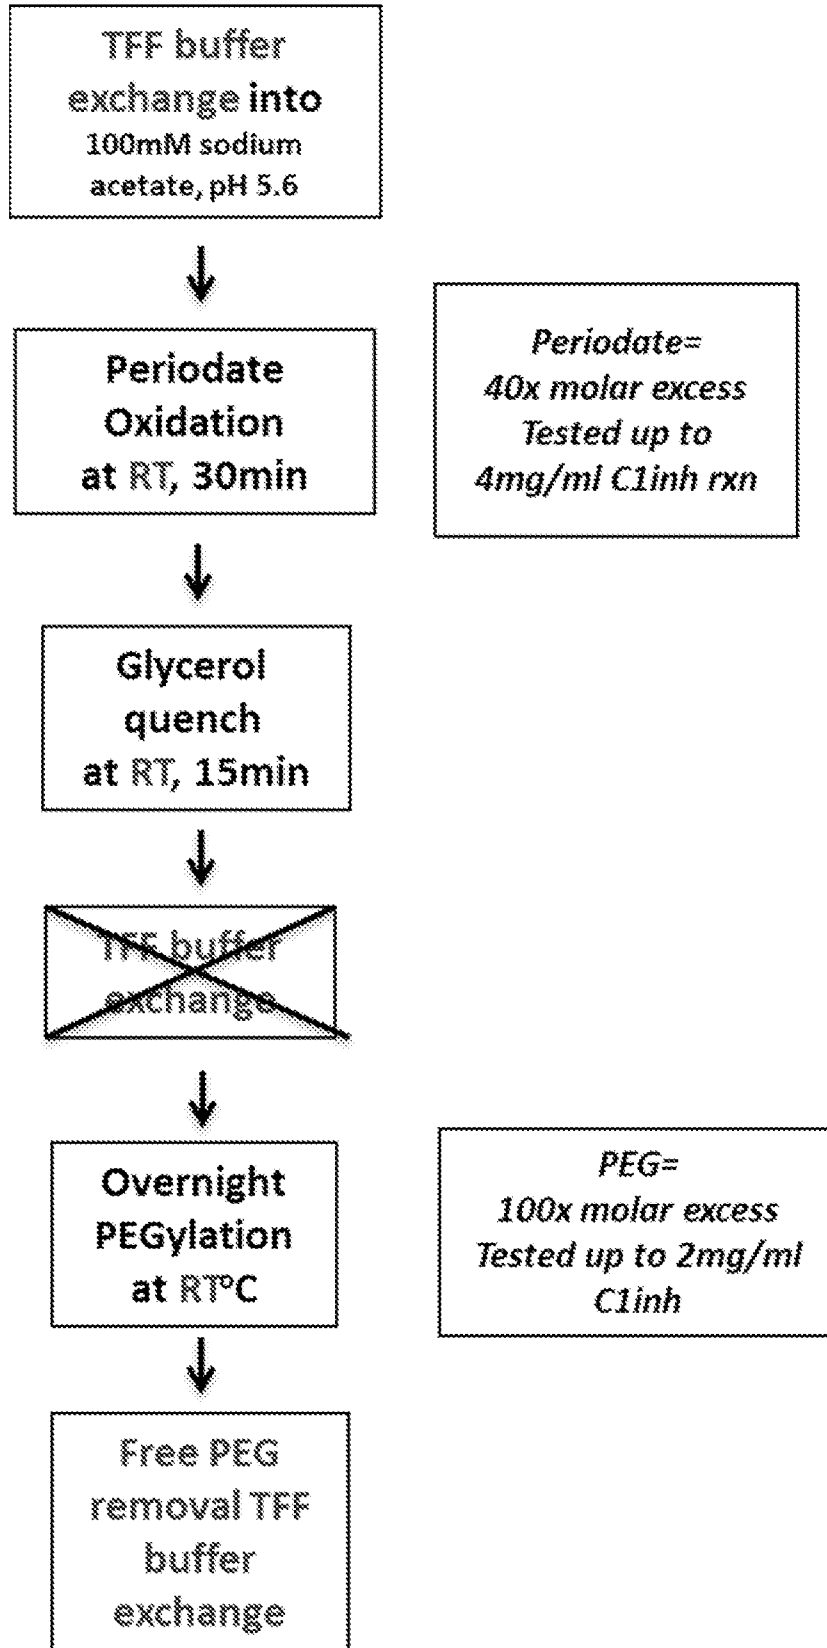 TFF buffer
exchange into
100mM sodium
acetate, pH 5.6
Periodate
Oxidation
at RT, 30min
Periodate=
40x molar excess
Tested up to
4mg/ml C1inh rxn
Glycerol
quench
at RT, 15min
TFF buffer
exchange
Overnight
PEGylation
at RT°C
PEG=
100x molar excess
Tested up to 2mg/ml
C1inh
Free PEG
removal TFF
buffer
exchange